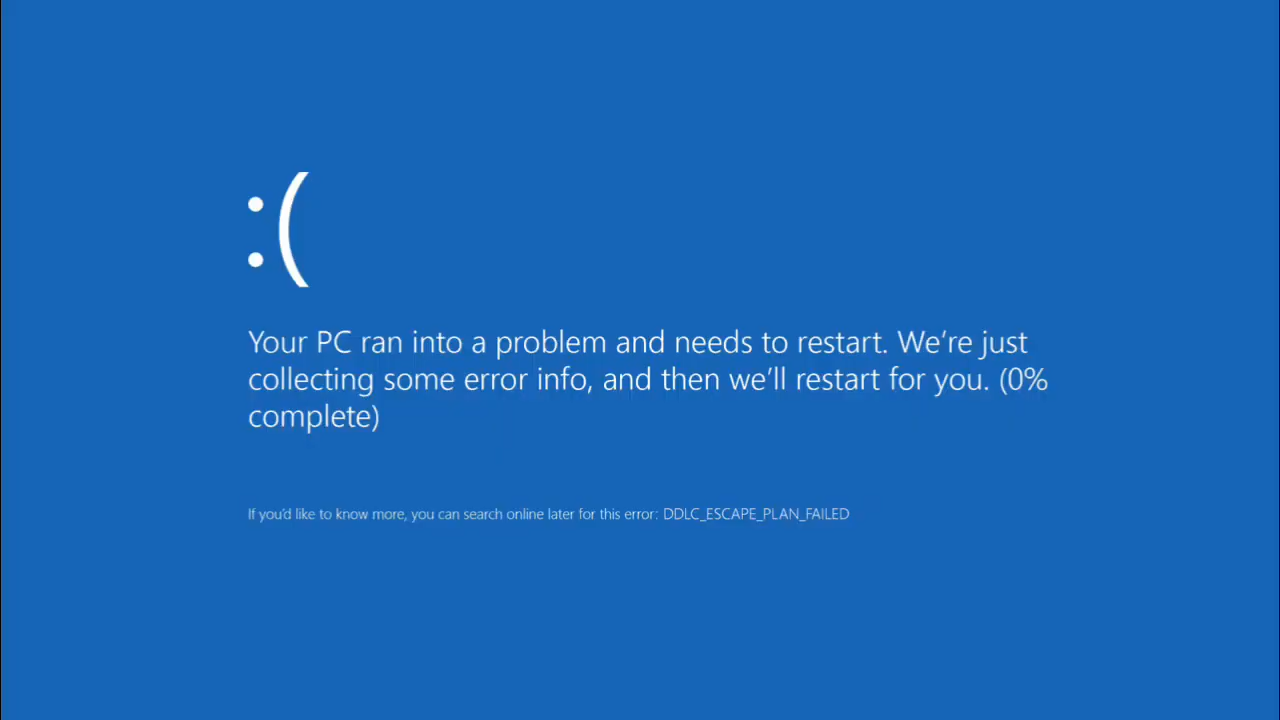 :(
Your PC ran into a problem and needs to restart. We're just
collecting some error info, and then we'll restart for you. (0%
complete)
If you'd like to know more, you can search online later for this error: DDLC_ESCAPE_PLAN_FAILED